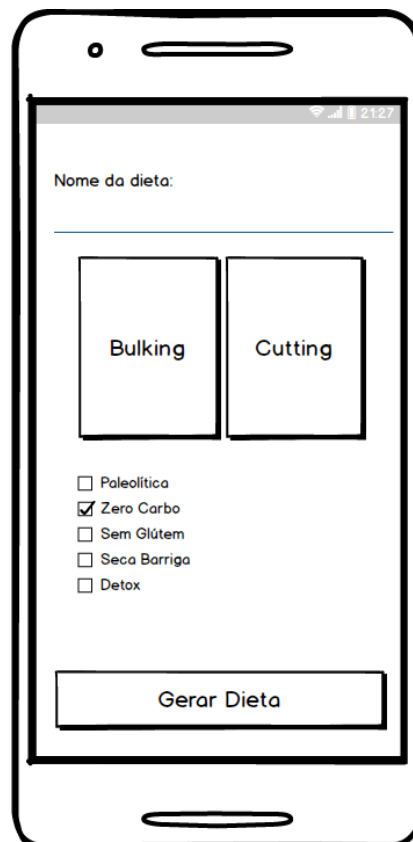 21:27
Nome da dieta:
Bulking Cutting
Paleolítica
Zero Carbo
Sem Glútem
Seca Barriga
Detox
Gerar Dieta